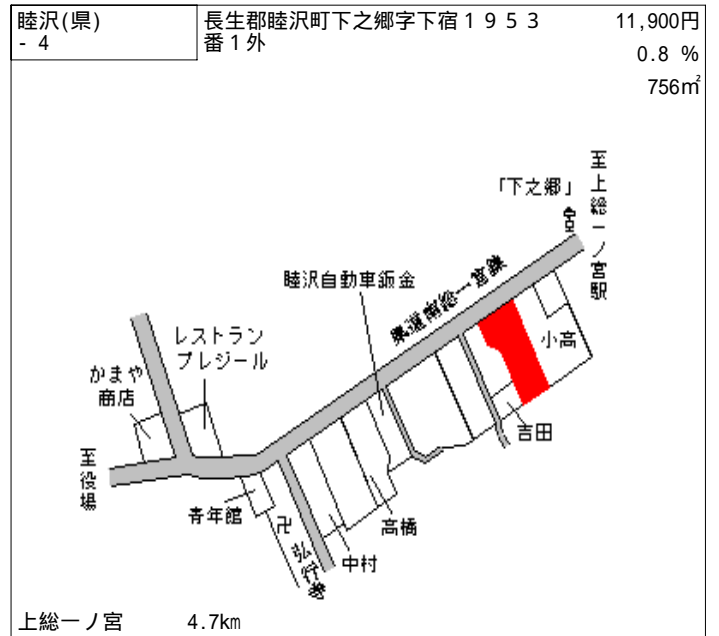 睦沢(県)
- 4
長生郡睦沢町下之郷字下宿１９５３
番１外
11,900円
0.8 %
756㎡
至上総一ノ宮駅
「下之郷」
県道南総一宮線
睦沢自動車鈑金
小高
レストラン
プレジール
かまや
商店
吉田
至役場
青年館
高橋
中村
卍 弘行寺
上総一ノ宮 4.7㎞